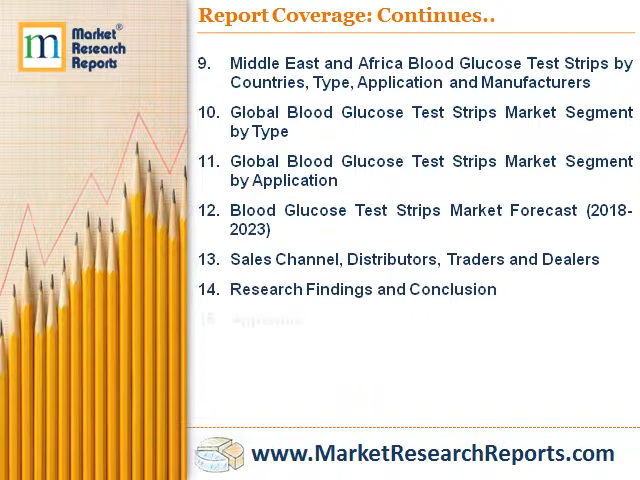 Report Coverage: Continues..
m
Market®
Research
Reports
9. Middle East and Africa Blood Glucose Test Strips by
Countries, Type, Application and Manufacturers
10. Global Blood Glucose Test Strips Market Segment
by Type
11. Global Blood Glucose Test Strips Market Segment
by Application
12. Blood Glucose Test Strips Market Forecast (2018-
2023)
13. Sales Channel, Distributors, Traders and Dealers
14. Research Findings and Conclusion
www.MarketResearchReports.com